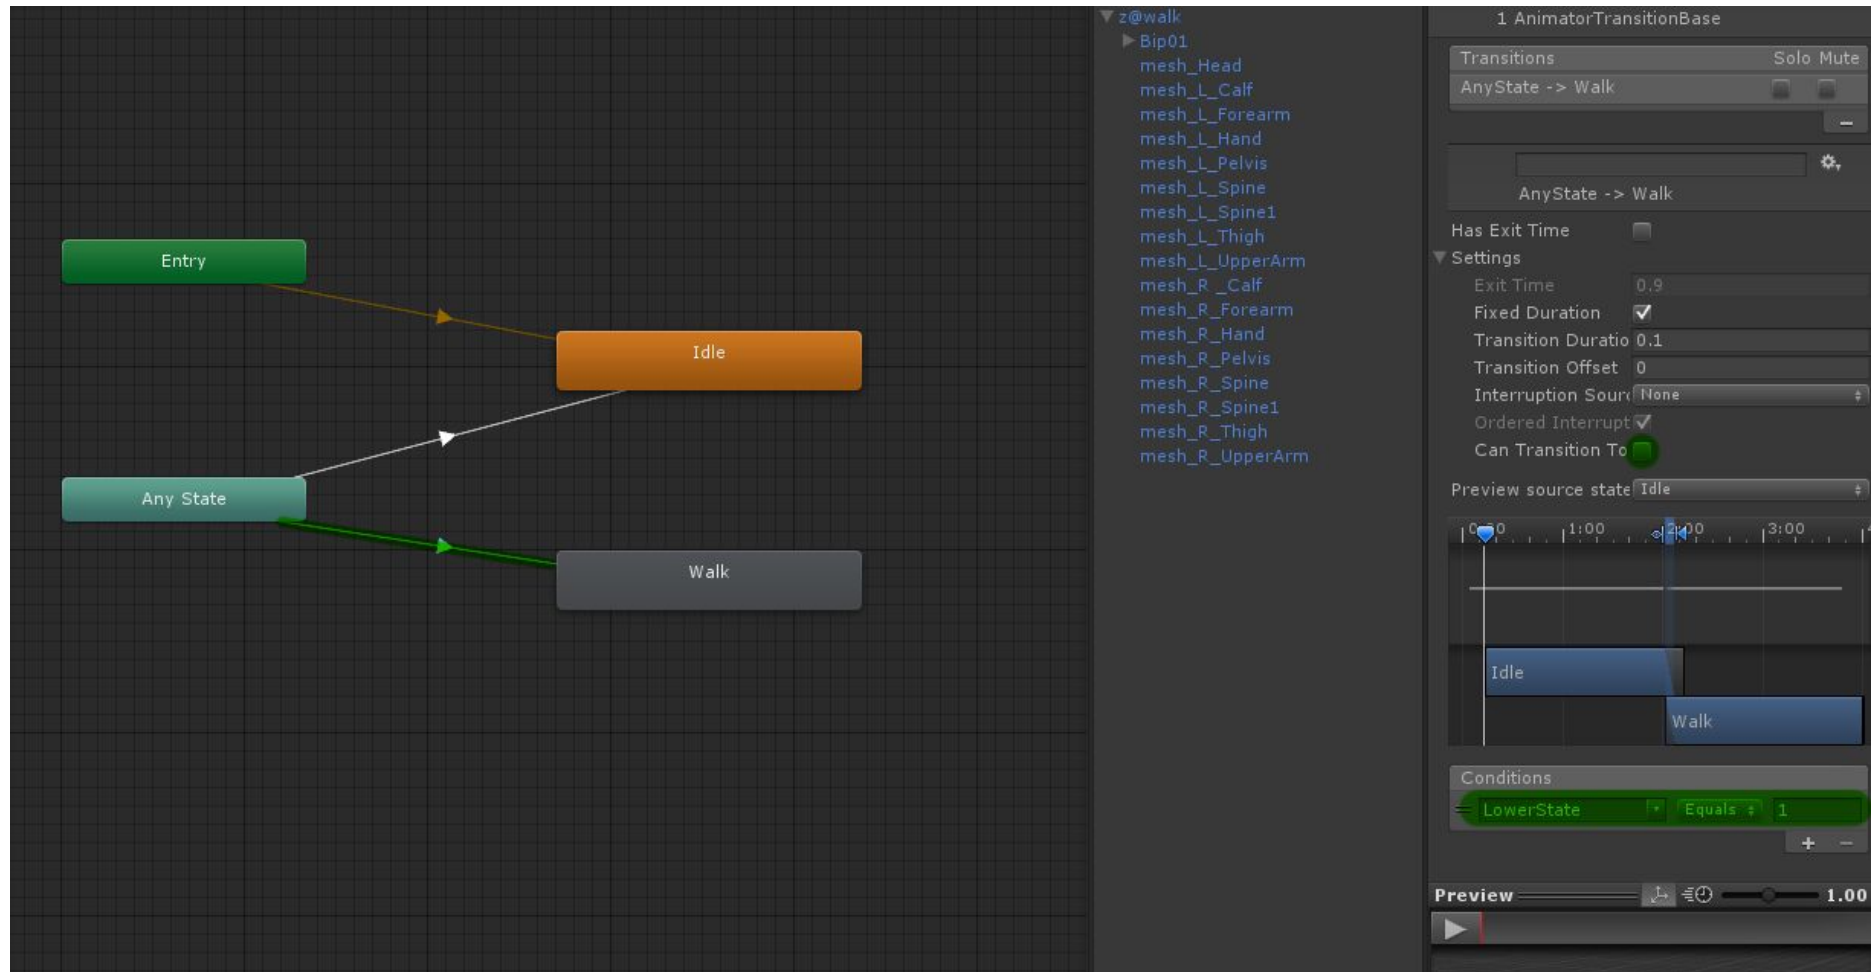 Entry
Idle
Any State
Walk
z@walk
Bip01
mesh_Head
mesh_L_Calf
mesh_L_Forearm
mesh_L_Hand
mesh_L_Pelvis
mesh_L_Spine
mesh_L_Spine1
mesh_L_Thigh
mesh_L_UpperArm
mesh_R _Calf
mesh_R_Forearm
mesh_R_Hand
mesh_R_Pelvis
mesh_R_Spine
mesh_R_Spine1
mesh_R_Thigh
mesh_R_UpperArm
1 AnimatorTransitionBase
Transitions Solo Mute
AnyState -> Walk
AnyState -> Walk
Has Exit Time
Settings
Exit Time 0.9
Fixed Duration
Transition Duratio 0.1
Transition Offset 0
Interruption Sour None
Ordered Interrupt
Can Transition To
Preview source state Idle
1:00 3:00
Idle
Walk
Conditions
LowerState Equals 1
Preview 1.00